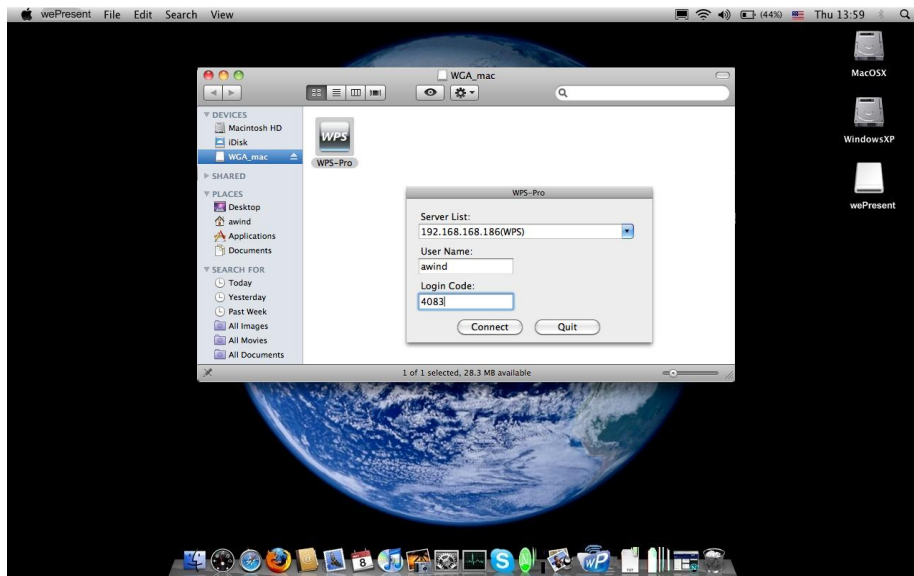 wePresent File Edit Search View (44%) Thu 13:59
MacOSX
WindowsXP
wePresent
WGA_mac
DEVICES
Macintosh HD
iDisk
WGA_mac
SHARED
PLACES
Desktop
awind
Applications
Documents
SEARCH FOR
Today
Yesterday
Past Week
All Images
All Movies
All Documents
WPS
WPS-Pro
WPS-Pro
Server List:
192.168.168.186(WPS)
User Name:
awind
Login Code:
4083
Connect Quit
1 of 1 selected, 28.3 MB available
8
S
WP